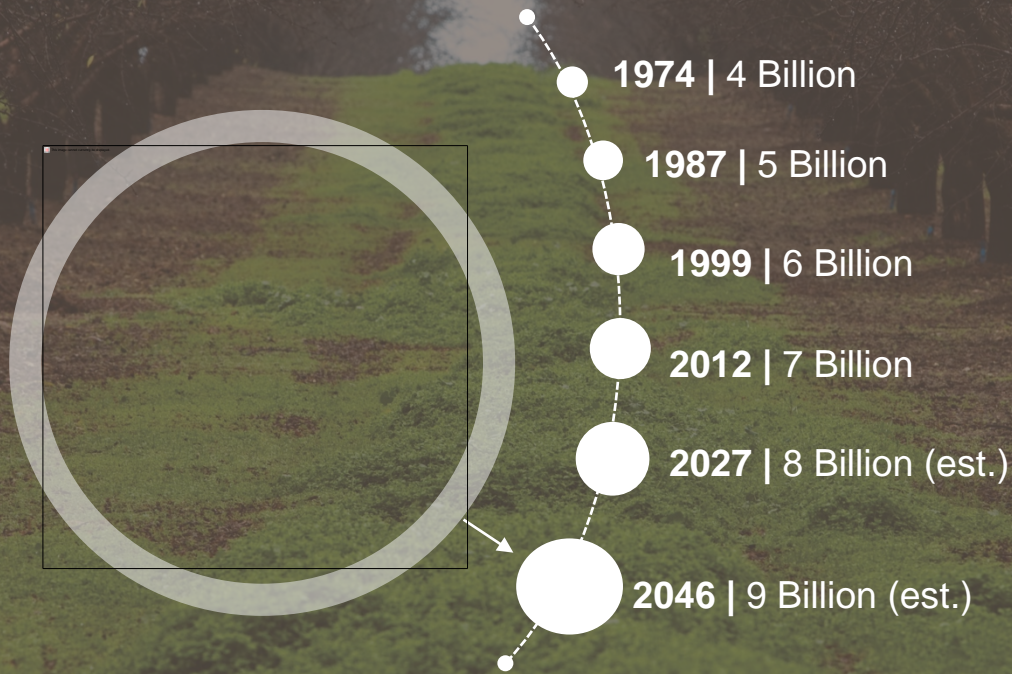 1974 | 4 Billion
1987 | 5 Billion
1999 | 6 Billion
2012 | 7 Billion
2027 | 8 Billion (est.)
2046 | 9 Billion (est.)